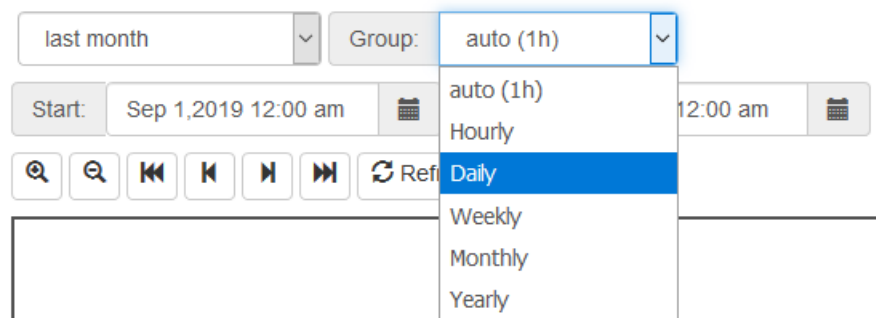 last month Group: auto (1h)
auto (1h)
Start: Sep 1,2019 12:00 am 12:00 am
Hourly
Refr Daily
Weekly
Monthly
Yearly